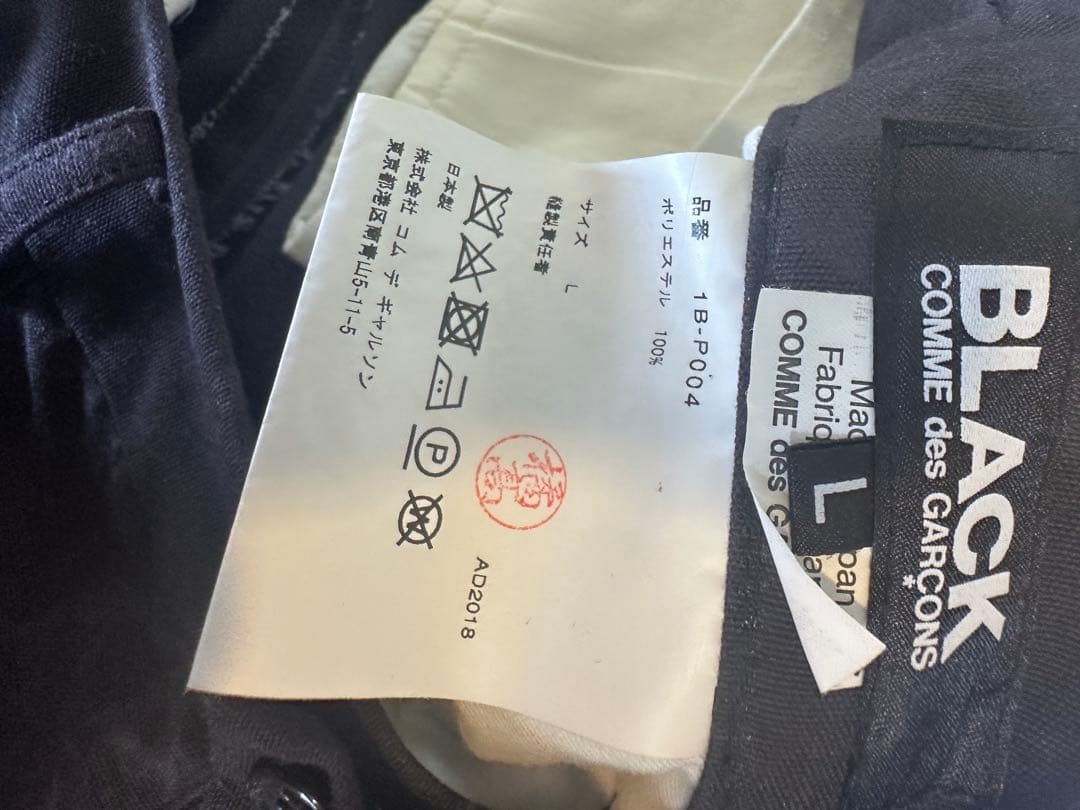 BLACK
COMME des GARÇONS
Made
Fabriq
COMME des G
L
品番 1B-P004
ポリエステル 100%
サイズ L
縫製責任者
AD2018
P
日本製
株式会社 コム デ ギャルソン
東京都港区南青山5-11-5